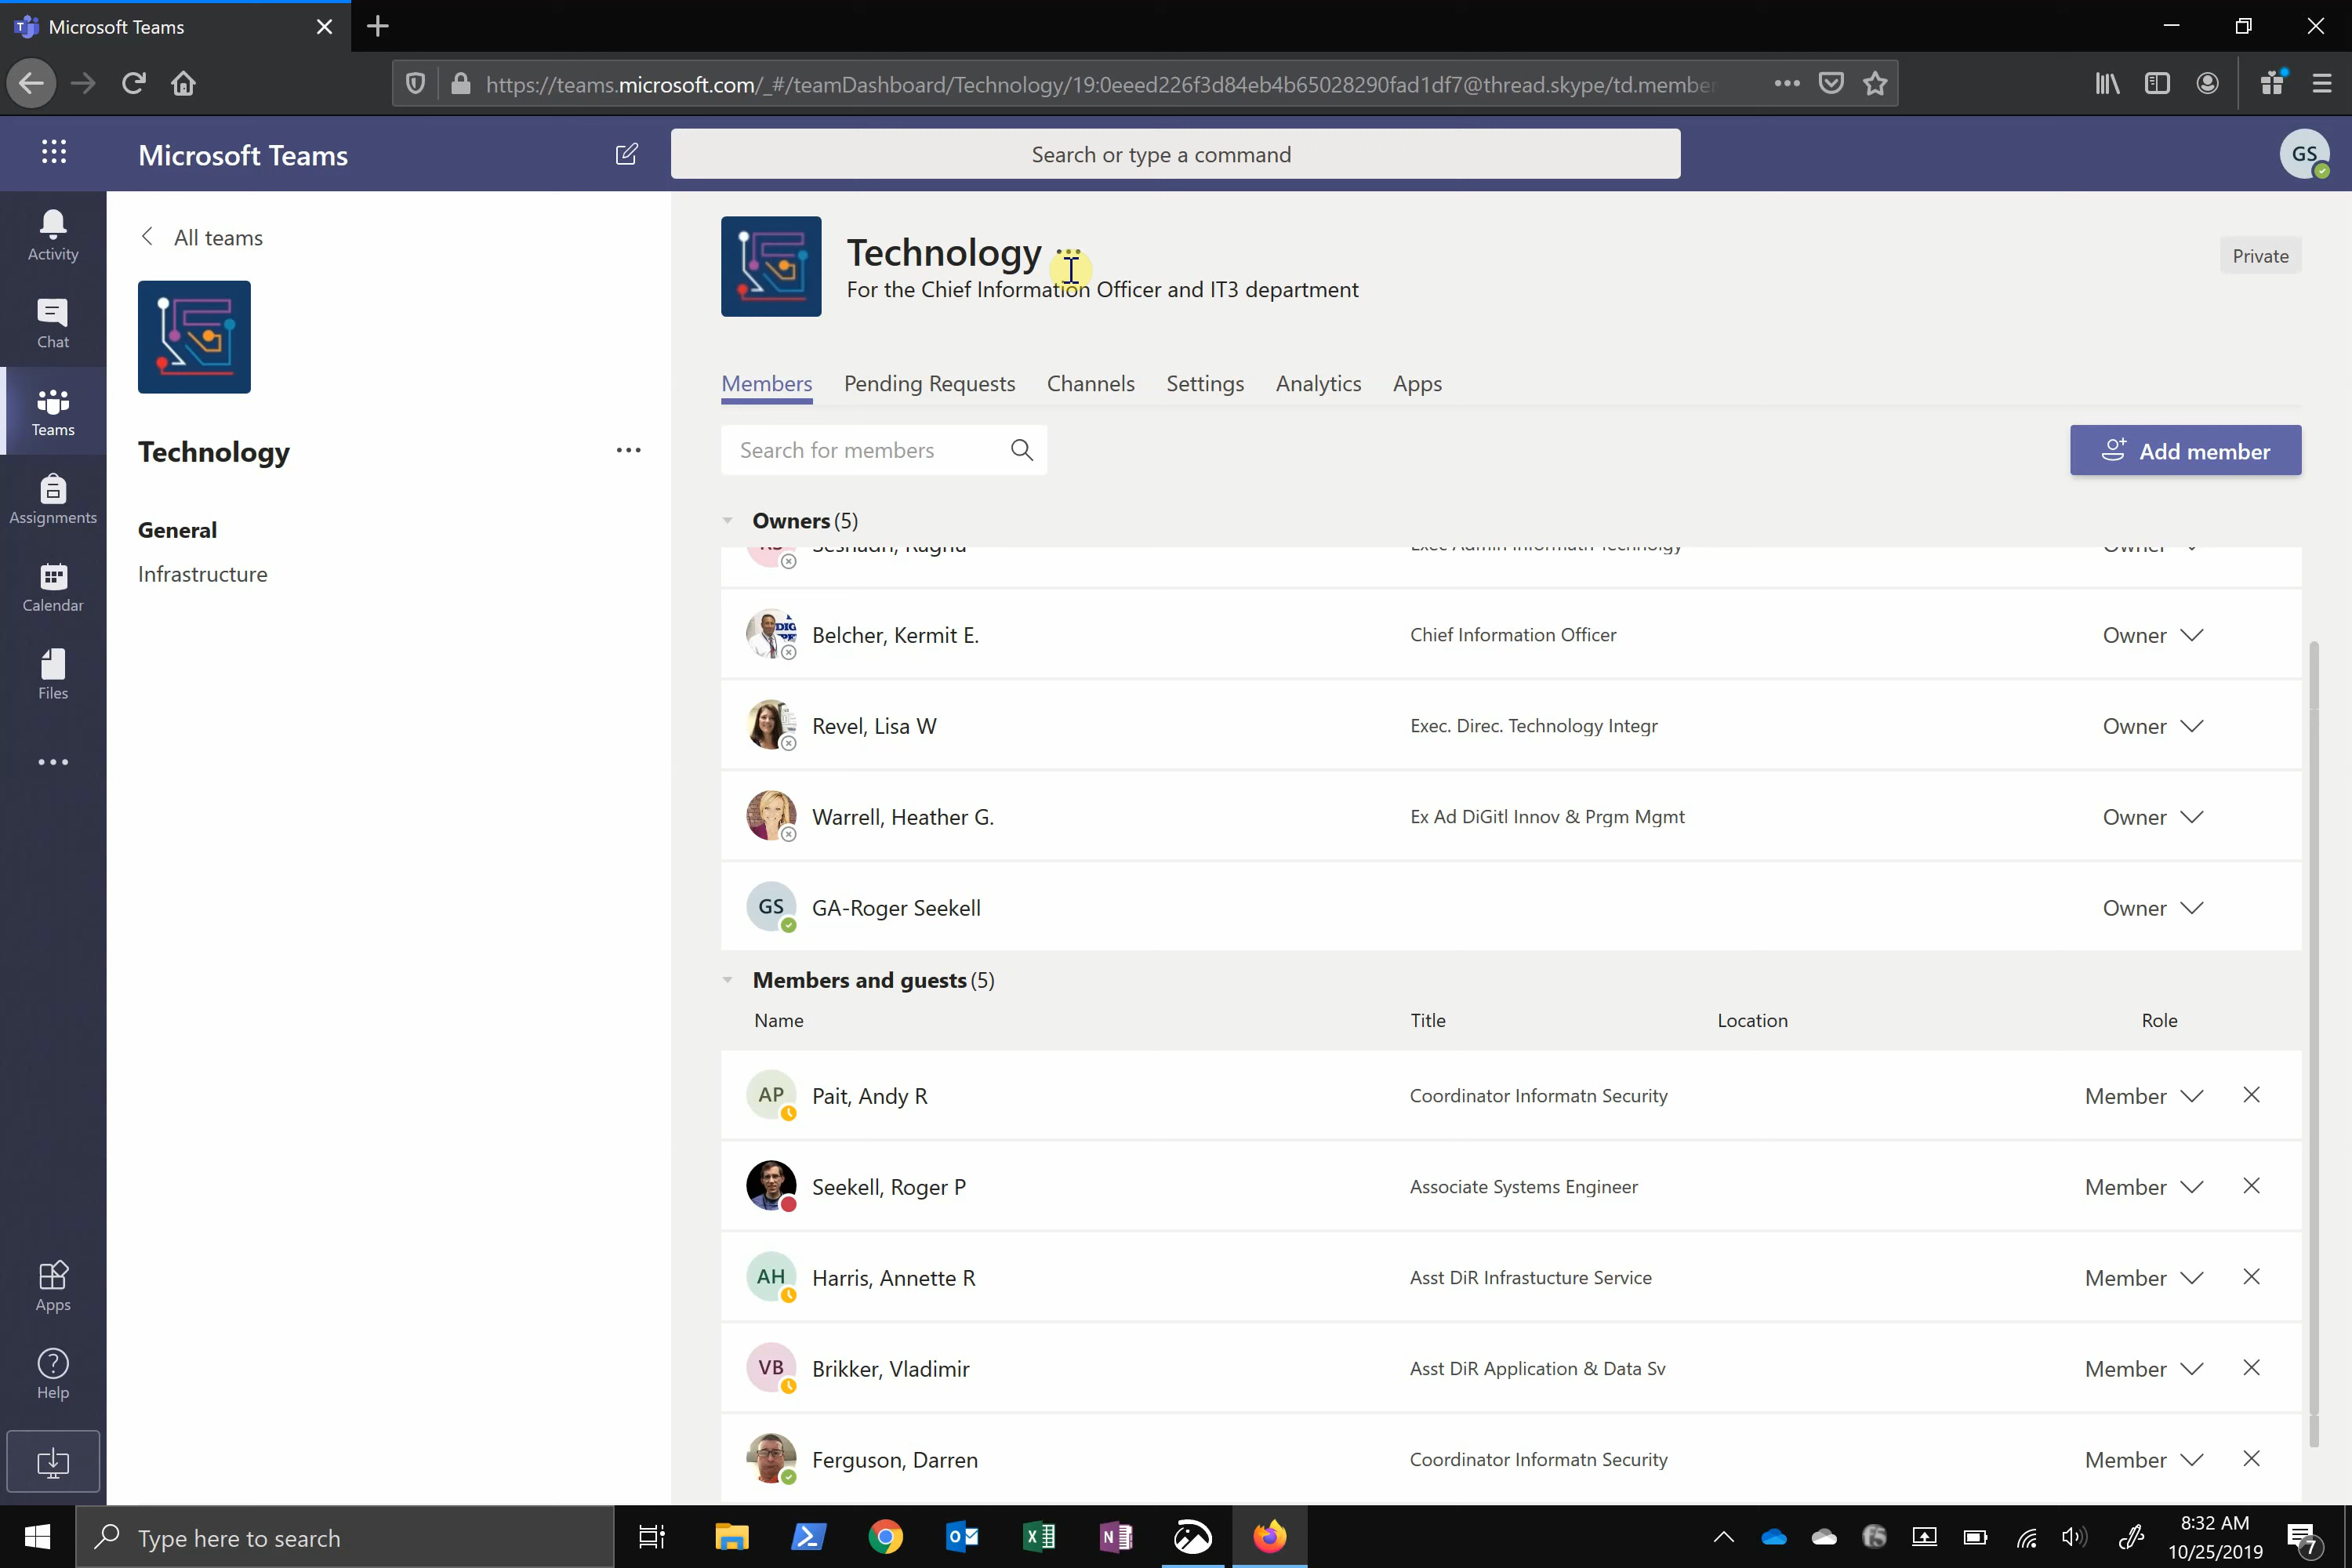 Microsoft Teams
https://teams.microsoft.com/_#/teamDashboard/Technology/19:0eeed226f3d84eb4b65028290fad1df7@thread.skype/td.member
Microsoft Teams
Search or type a command
GS
Activity
Chat
Teams
Assignments
Calendar
Files
Apps
Help
All teams
Technology
General
Infrastructure
Technology
For the Chief Information Officer and IT3 department
Private
Members Pending Requests Channels Settings Analytics Apps
Search for members
Add member
Owners (5)
Belcher, Kermit E. Chief Information Officer Owner
Revel, Lisa W Exec. Direc. Technology Integr Owner
Warrell, Heather G. Ex Ad DiGitl Innov & Prgm Mgmt Owner
GS GA-Roger Seekell Owner
Members and guests (5)
Name Title Location Role
AP Pait, Andy R Coordinator Informatn Security Member
Seekell, Roger P Associate Systems Engineer Member
AH Harris, Annette R Asst DiR Infrastucture Service Member
VB Brikker, Vladimir Asst DiR Application & Data Sv Member
Ferguson, Darren Coordinator Informatn Security Member
Type here to search
8:32 AM
10/25/2019
7